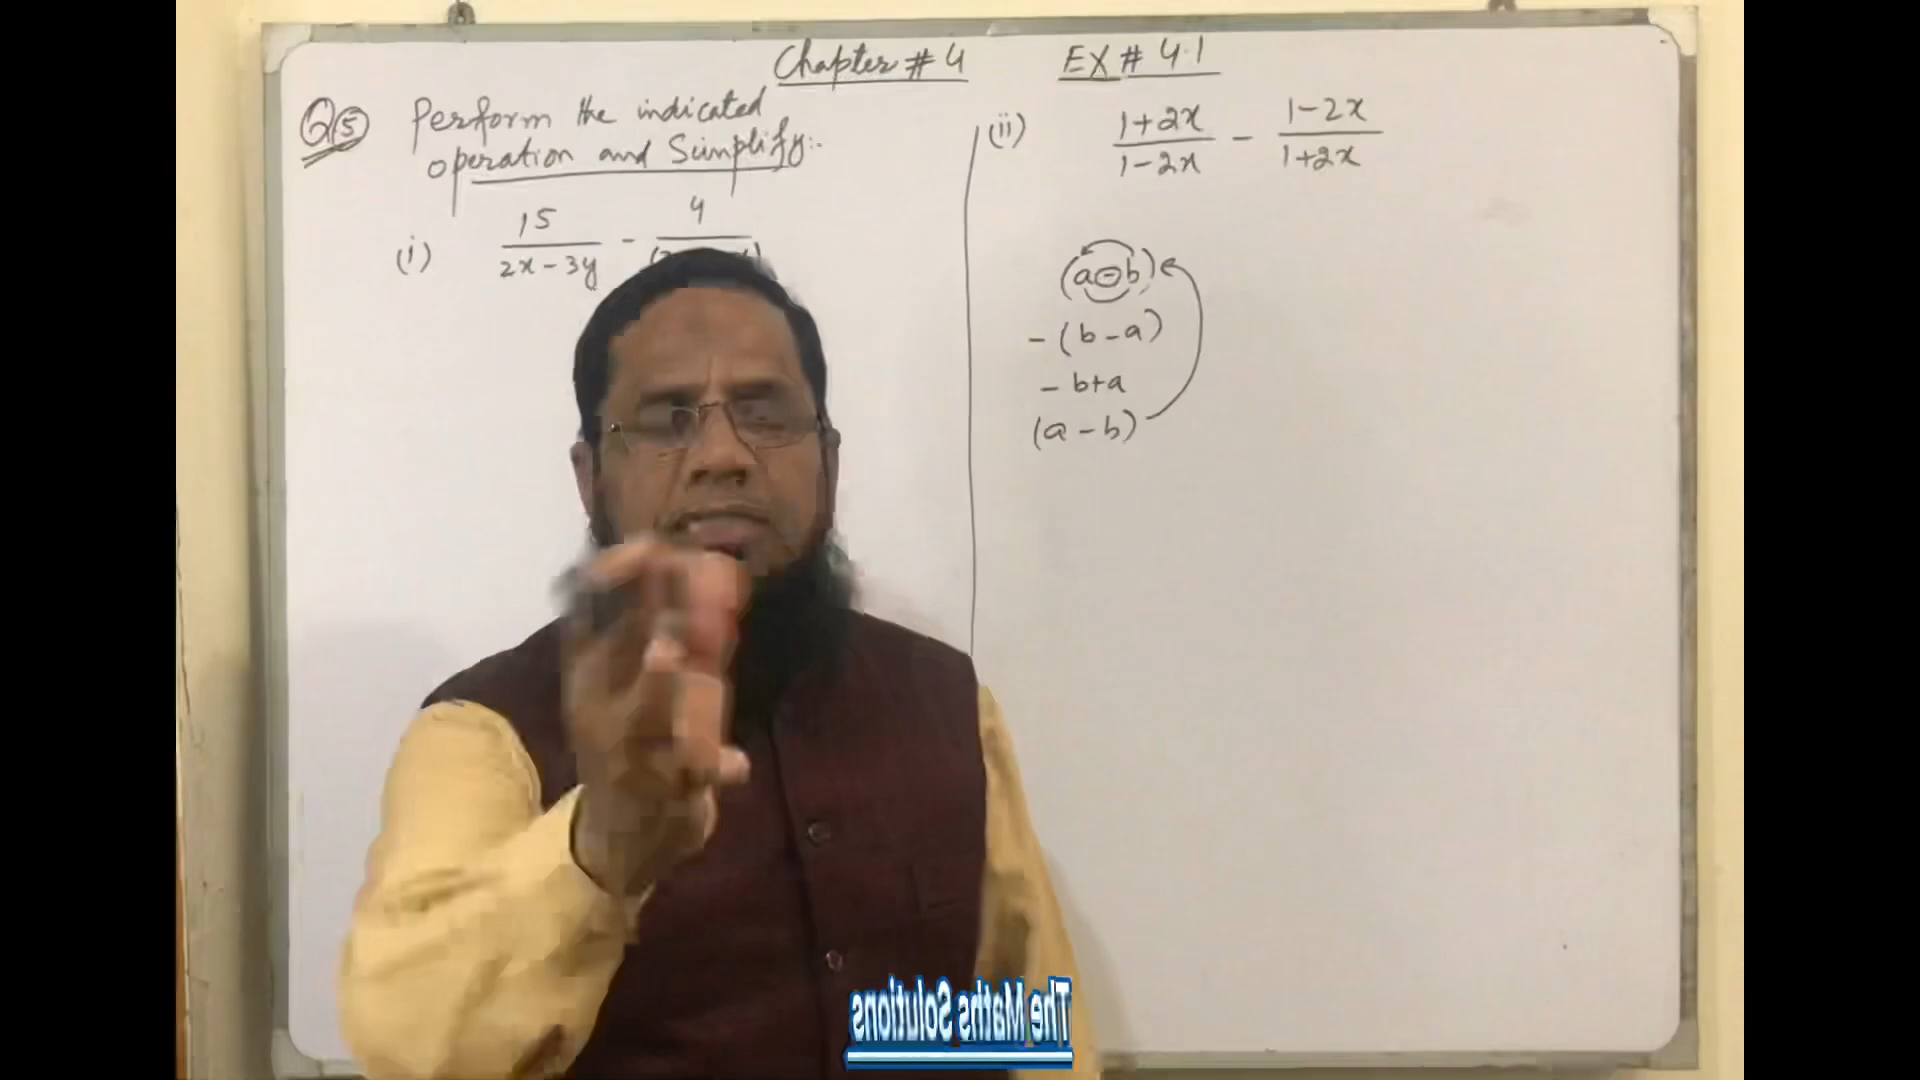 Chapter # 4 EX # 4.1
Q5 Perform the indicated
operation and Simplify:-
(i) 15/(2x-3y) - 4/
(ii) (1+2x)/(1-2x) - (1-2x)/(1+2x)
(a-b)
-(b-a)
-b+a
(a-b)
The Maths Solutions